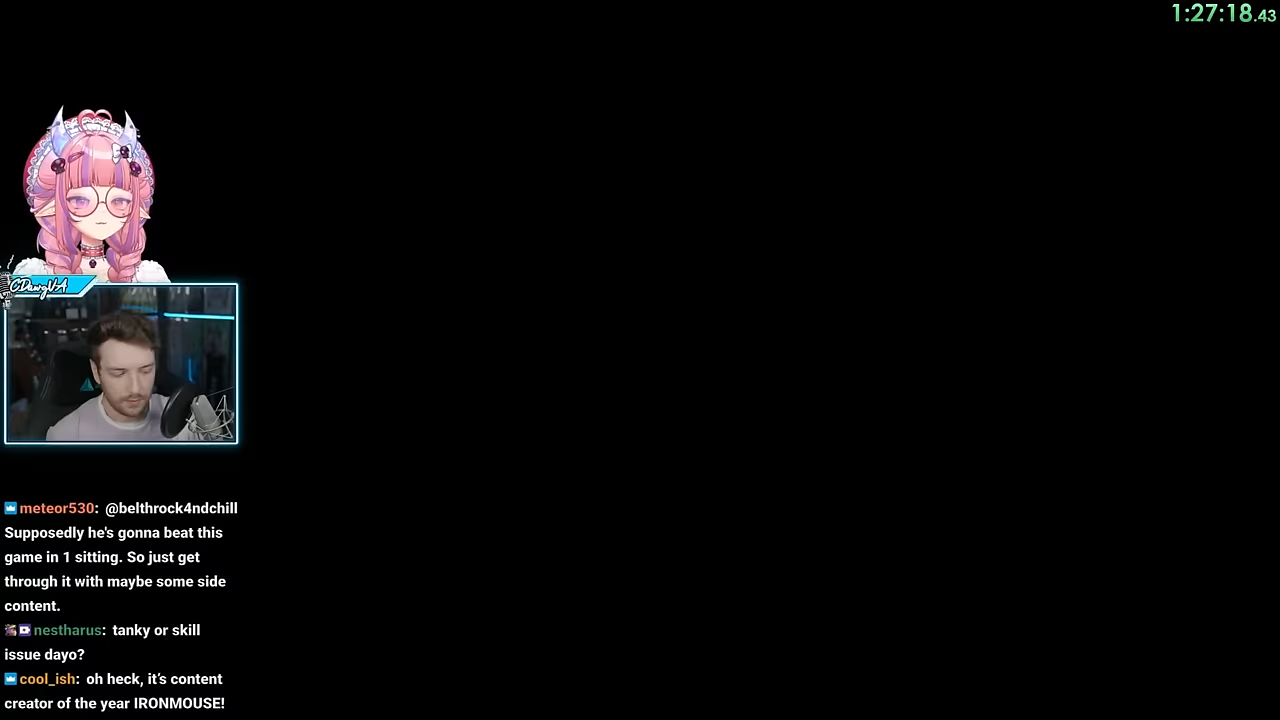 1:27:18.43
CDawgVA
meteor530: @belthrock4ndchill
Supposedly he's gonna beat this
game in 1 sitting. So just get
through it with maybe some side
content.
nestharus: tanky or skill
issue dayo?
cool_ish: oh heck, it’s content
creator of the year IRONMOUSE!